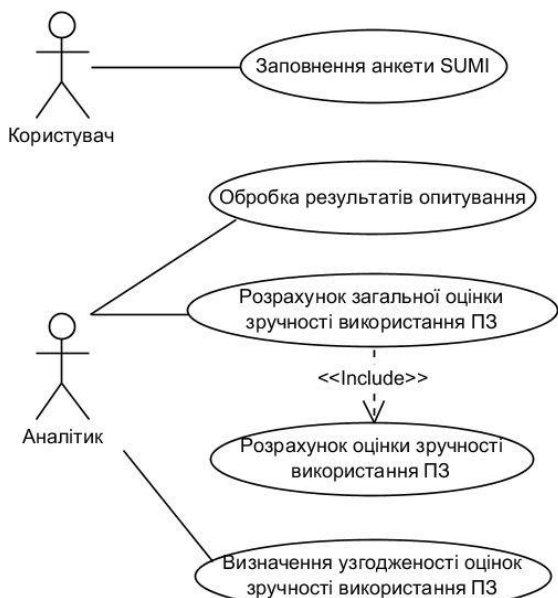 Заповнення анкети SUMI
Користувач
Обробка результатів опитування
Розрахунок загальної оцінки
зручності використання ПЗ
<<Include>>
Аналітик
Розрахунок оцінки зручності
використання ПЗ
Визначення узгодженості оцінок
зручності використання ПЗ